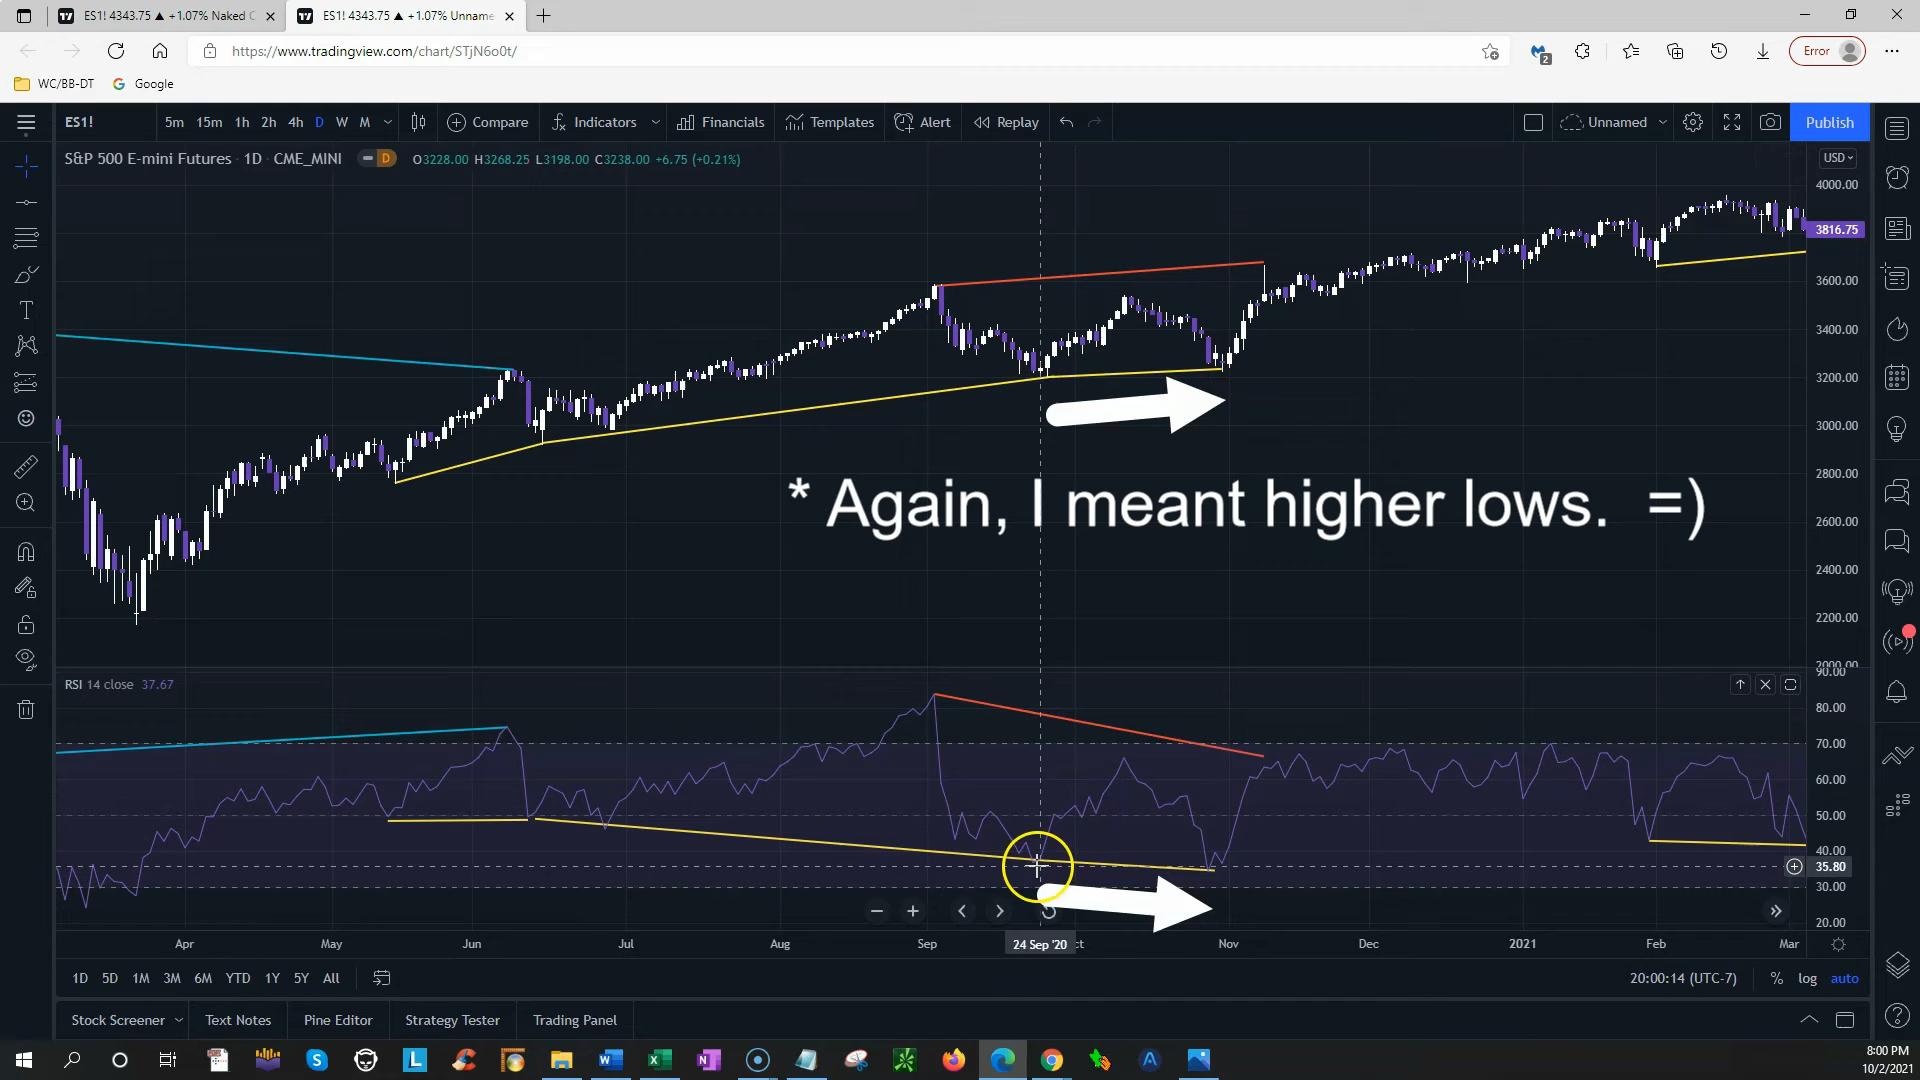 ES1! 4343.75 ▲ +1.07% Naked C
ES1! 4343.75 ▲ +1.07% Unname
https://www.tradingview.com/chart/STjN6o0t/
2
Error
WC/BB-DT
Google
ES1!
5m 15m 1h 2h 4h D W M
Compare
Indicators
Financials
Templates
Alert
Replay
Unnamed
Publish
S&P 500 E-mini Futures · 1D · CME_MINI
D
O3228.00 H3268.25 L3198.00 C3238.00 +6.75 (+0.21%)
USD
4000.00
3816.75
3600.00
3400.00
3200.00
3000.00
2800.00
2600.00
2400.00
2200.00
2000.00
* Again, I meant higher lows. =)
RSI 14 close 37.67
90.00
80.00
70.00
60.00
50.00
40.00
35.80
30.00
20.00
Apr May Jun Jul Aug Sep 24 Sep '20 ct Nov Dec 2021 Feb Mar
1D 5D 1M 3M 6M YTD 1Y 5Y All
20:00:14 (UTC-7)
% log auto
Stock Screener
Text Notes
Pine Editor
Strategy Tester
Trading Panel
8:00 PM
10/2/2021